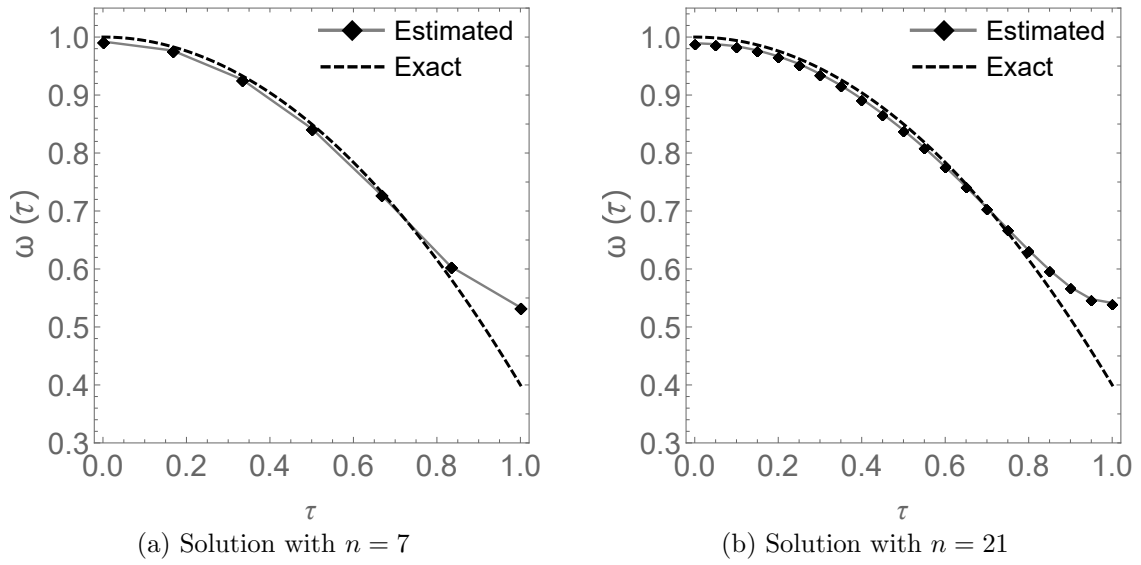 Estimated
Exact
1.0
0.9
0.8
0.7
0.6
0.5
0.4
0.3
ω (τ)
0.0 0.2 0.4 0.6 0.8 1.0
τ
(a) Solution with n = 7
Estimated
Exact
1.0
0.9
0.8
0.7
0.6
0.5
0.4
0.3
ω (τ)
0.0 0.2 0.4 0.6 0.8 1.0
τ
(b) Solution with n = 21